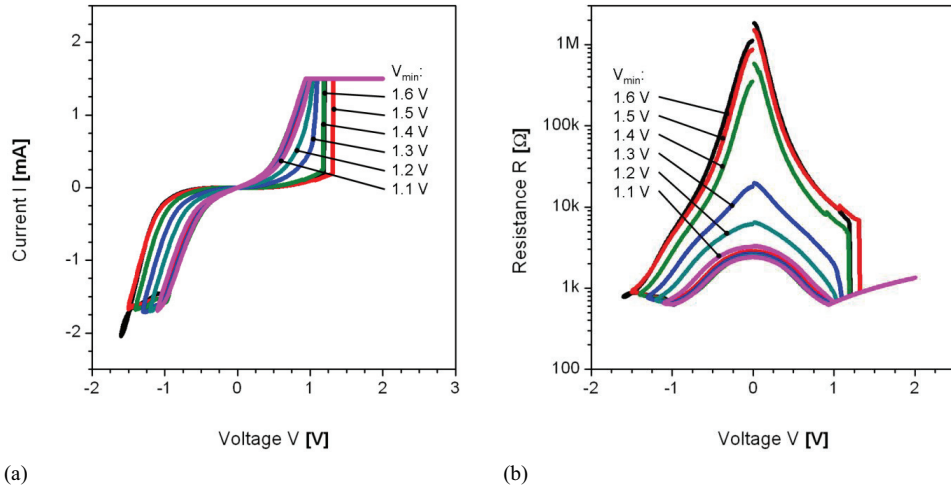 2
1
0
-1
-2
-2
-1
0
1
2
3
Current I [mA]
Voltage V [V]
Vmin:
1.6 V
1.5 V
1.4 V
1.3 V
1.2 V
1.1 V
(a)
1M
100k
10k
1k
100
-2
-1
0
1
2
Resistance R [Ω]
Voltage V [V]
Vmin:
1.6 V
1.5 V
1.4 V
1.3 V
1.2 V
1.1 V
(b)